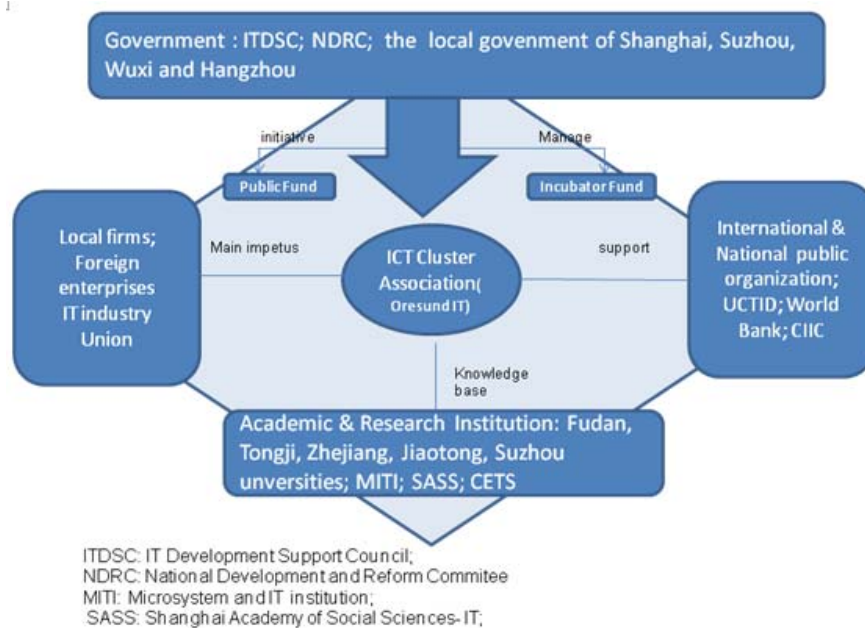 Government : ITDSC; NDRC; the local govenment of Shanghai, Suzhou,
Wuxi and Hangzhou
initiative
Manage
Public Fund
Incubator Fund
Local firms;
Foreign
enterprises
IT industry
Union
Main impetus
ICT Cluster
Association(
Oresund IT)
support
International &
National public
organization;
UCTID; World
Bank; CIIC
Knowledge
base
Academic & Research Institution: Fudan,
Tongji, Zhejiang, Jiaotong, Suzhou
unversities; MITI; SASS; CETS
ITDSC: IT Development Support Council;
NDRC: National Development and Reform Commitee
MITI: Microsystem and IT institution;
SASS: Shanghai Academy of Social Sciences- IT;